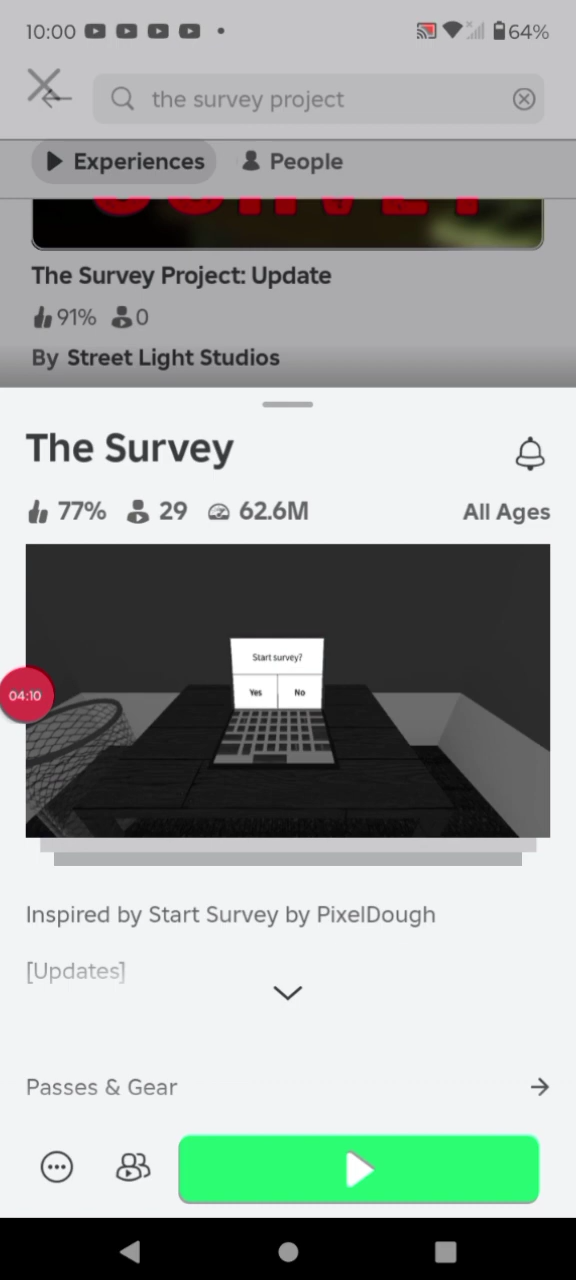 10:00
64%
the survey project
Experiences
People
SURVEY
The Survey Project: Update
91% 0
By Street Light Studios
The Survey
77% 29 62.6M All Ages
Start survey?
Yes No
04:10
Inspired by Start Survey by PixelDough
[Updates]
Passes & Gear